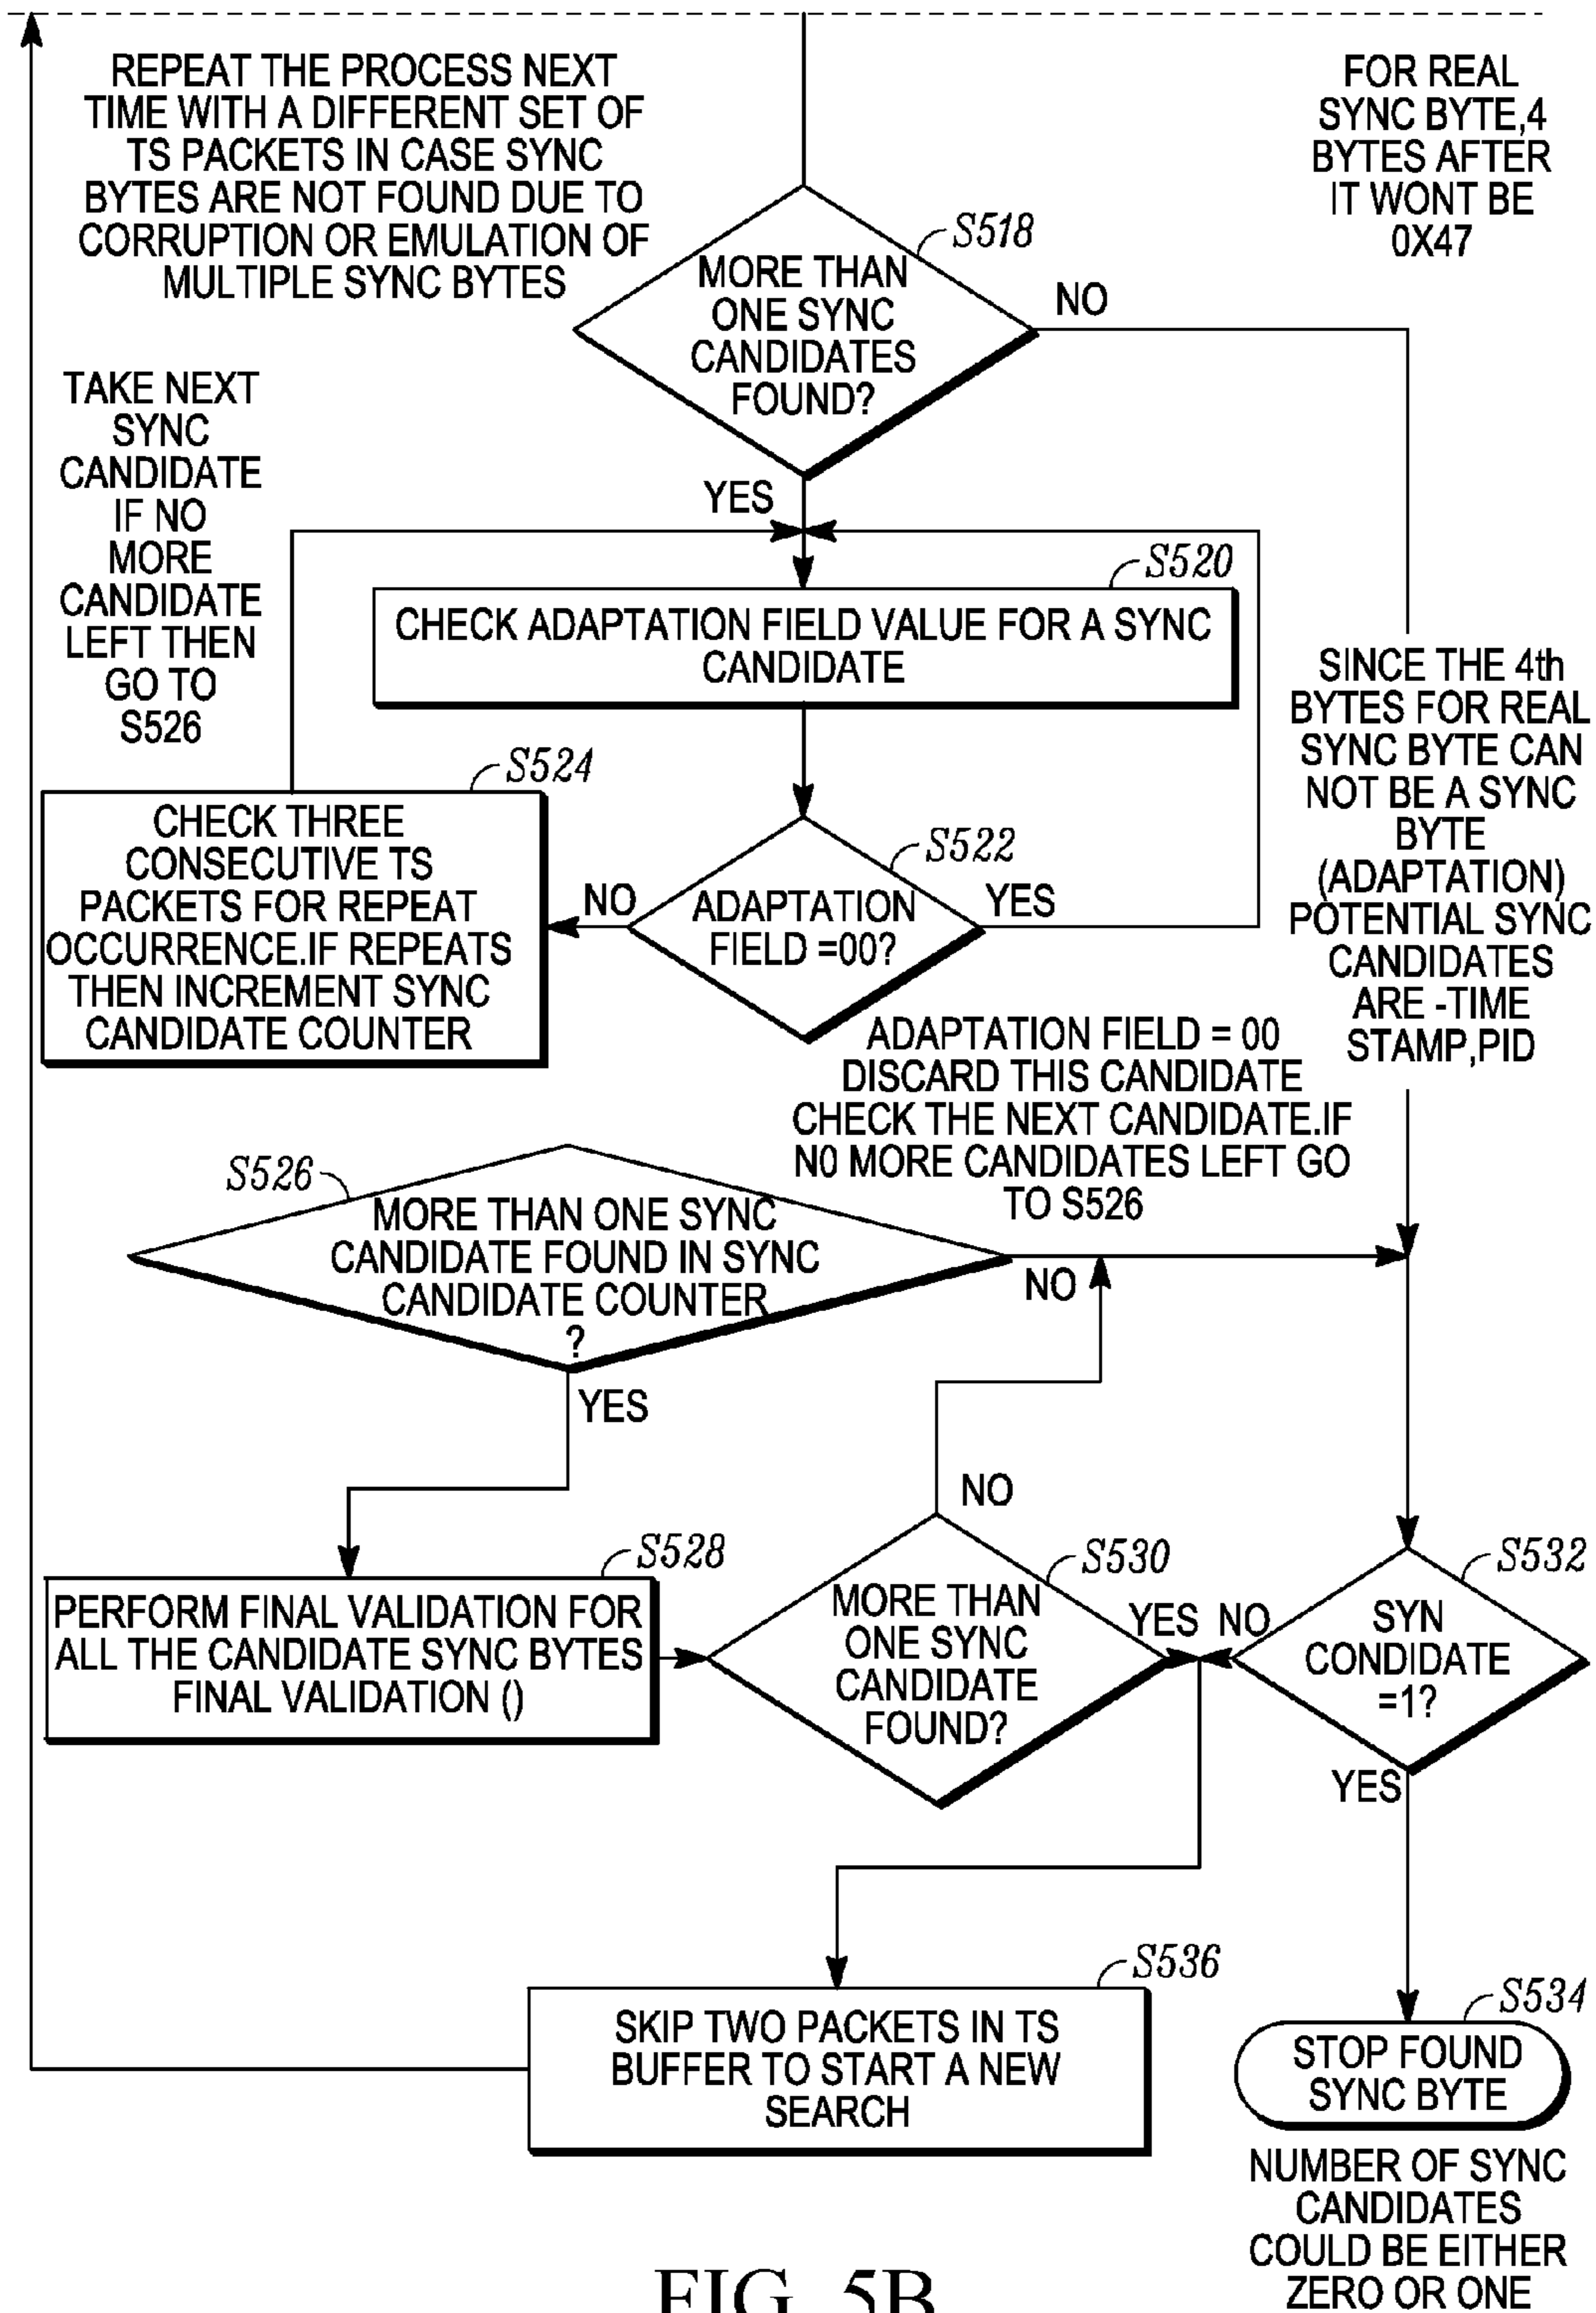 REPEAT THE PROCESS NEXT
TIME WITH A DIFFERENT SET OF
TS PACKETS IN CASE SYNC
BYTES ARE NOT FOUND DUE TO
CORRUPTION OR EMULATION OF
MULTIPLE SYNC BYTES
FOR REAL
SYNC BYTE,4
BYTES AFTER
IT WONT BE
0X47
S518
MORE THAN
ONE SYNC
CANDIDATES
FOUND?
NO
YES
TAKE NEXT
SYNC
CANDIDATE
IF NO
MORE
CANDIDATE
LEFT THEN
GO TO
S526
S520
CHECK ADAPTATION FIELD VALUE FOR A SYNC
CANDIDATE
SINCE THE 4th
BYTES FOR REAL
SYNC BYTE CAN
NOT BE A SYNC
BYTE
(ADAPTATION)
POTENTIAL SYNC
CANDIDATES
ARE -TIME
STAMP,PID
S524
CHECK THREE
CONSECUTIVE TS
PACKETS FOR REPEAT
OCCURRENCE.IF REPEATS
THEN INCREMENT SYNC
CANDIDATE COUNTER
S522
NO
ADAPTATION
FIELD =00?
YES
ADAPTATION FIELD = 00
DISCARD THIS CANDIDATE
CHECK THE NEXT CANDIDATE.IF
N0 MORE CANDIDATES LEFT GO
TO S526
S526
MORE THAN ONE SYNC
CANDIDATE FOUND IN SYNC
CANDIDATE COUNTER
?
NO
YES
NO
S528
PERFORM FINAL VALIDATION FOR
ALL THE CANDIDATE SYNC BYTES
FINAL VALIDATION ()
S530
MORE THAN
ONE SYNC
CANDIDATE
FOUND?
YES
NO
S532
SYN
CONDIDATE
=1?
YES
S536
SKIP TWO PACKETS IN TS
BUFFER TO START A NEW
SEARCH
S534
STOP FOUND
SYNC BYTE
NUMBER OF SYNC
CANDIDATES
COULD BE EITHER
ZERO OR ONE
FIG. 5B